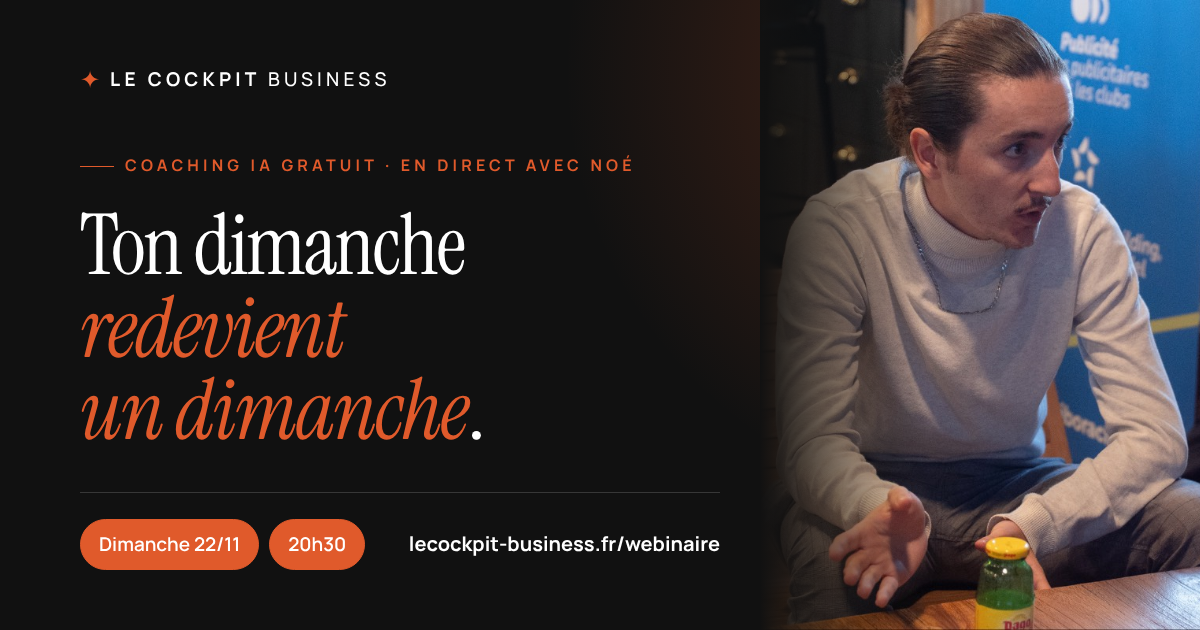 LE COCKPIT BUSINESS
COACHING IA GRATUIT · EN DIRECT AVEC NOÉ
Ton dimanche
redevient
un dimanche.
Dimanche 22/11
20h30
lecockpit-business.fr/webinaire
Publicité
publicitaires
les clubs